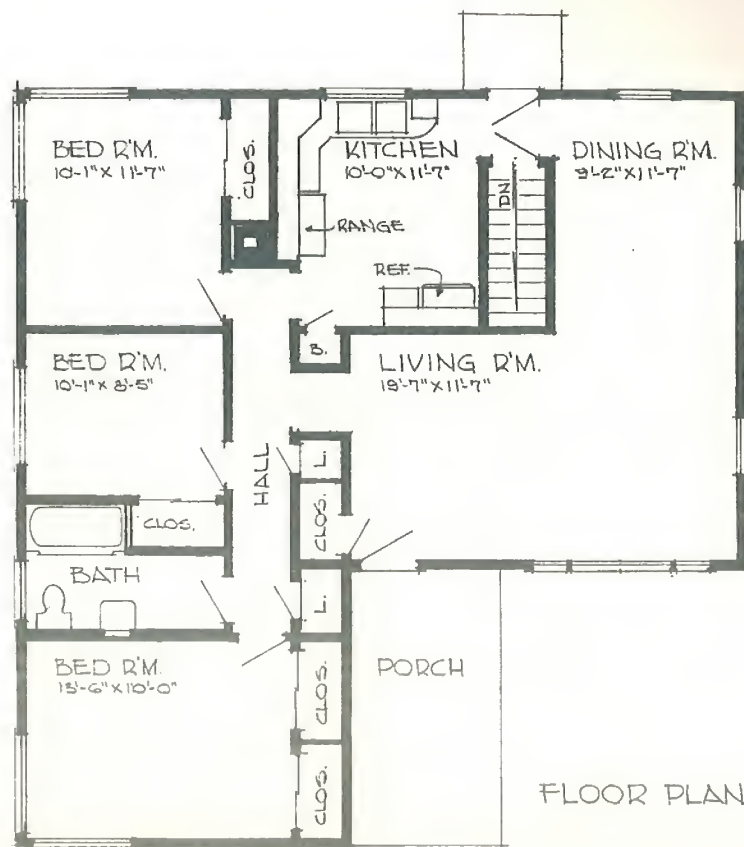 BED R'M.
10'-1" X 11'-7"
CLOS.
KITCHEN
10'-0" X 11'-7"
DINING R'M.
9'-2" X 11'-7"
DN
RANGE
REF.
BED R'M.
10'-1" X 8'-5"
B.
LIVING R'M.
19'-7" X 11'-7"
HALL
L.
CLOS.
CLOS.
BATH
L.
BED R'M.
13'-6" X 10'-0"
CLOS.
PORCH
CLOS.
FLOOR PLAN